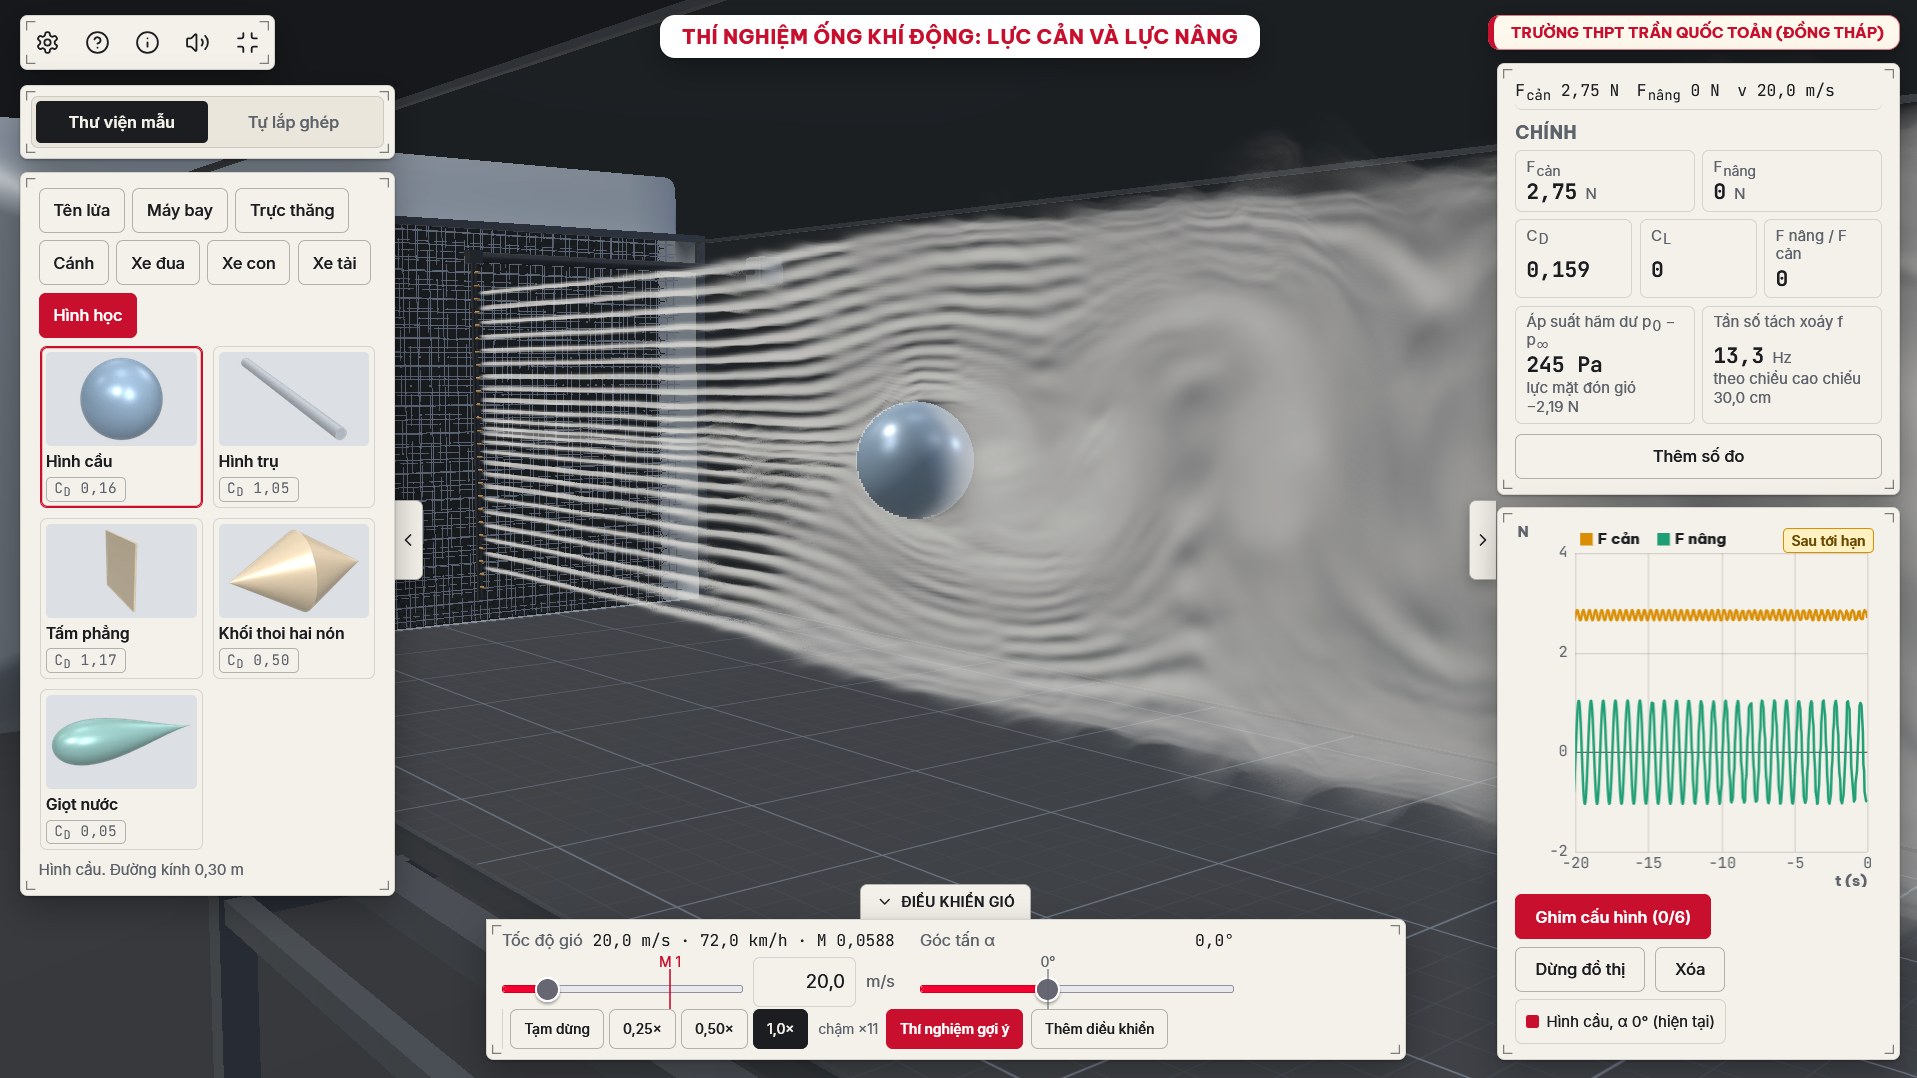 THÍ NGHIỆM ỐNG KHÍ ĐỘNG: LỰC CẢN VÀ LỰC NÂNG
TRƯỜNG THPT TRẦN QUỐC TOẢN (ĐỒNG THÁP)
Thư viện mẫu
Tự lắp ghép
Tên lửa
Máy bay
Trực thăng
Cánh
Xe đua
Xe con
Xe tải
Hình học
Hình cầu
CD 0,16
Hình trụ
CD 1,05
Tấm phẳng
CD 1,17
Khối thoi hai nón
CD 0,50
Giọt nước
CD 0,05
Hình cầu. Đường kính 0,30 m
ĐIỀU KHIỂN GIÓ
Tốc độ gió 20,0 m/s · 72,0 km/h · M 0,0588
Góc tấn α 0,0°
M 1
0°
20,0 m/s
Tạm dừng
0,25×
0,50×
1,0×
chậm ×11
Thí nghiệm gợi ý
Thêm điều khiển
Fcản 2,75 N Fnâng 0 N v 20,0 m/s
CHÍNH
Fcản
2,75 N
Fnâng
0 N
CD
0,159
CL
0
F nâng / F
cản
0
Áp suất hãm dư p0 −
p∞
245 Pa
lực mặt đón gió
−2,19 N
Tần số tách xoáy f
13,3 Hz
theo chiều cao chiếu
30,0 cm
Thêm số đo
N
F cản
F nâng
Sau tới hạn
4
2
0
-2
-20
-15
-10
-5
0
t (s)
Ghim cấu hình (0/6)
Dừng đồ thị
Xóa
Hình cầu, α 0° (hiện tại)